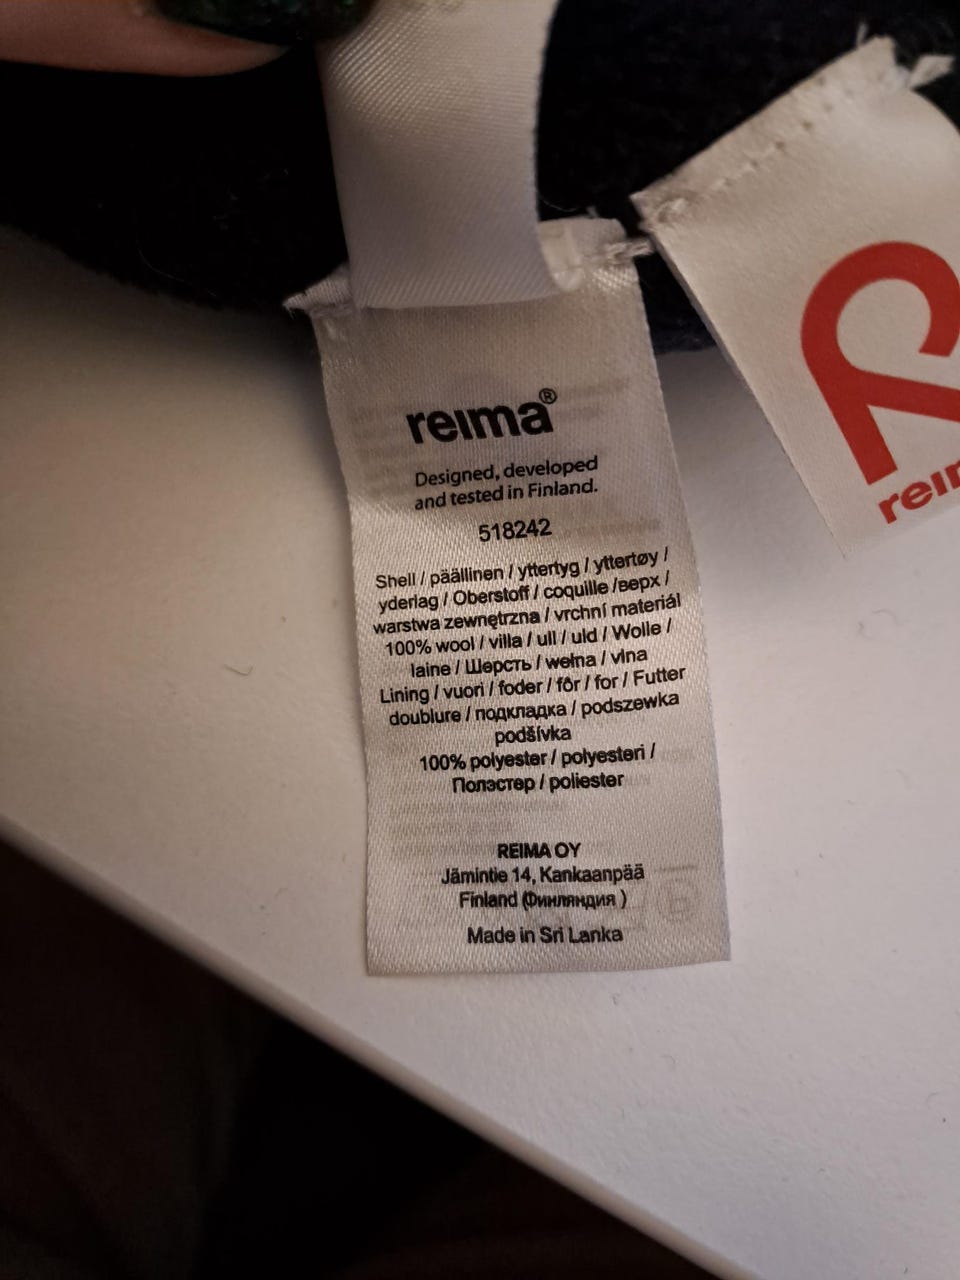 reima®
Designed, developed
and tested in Finland.
518242
Shell / päällinen / yttertyg / yttertøy /
yderlag / Oberstoff / coquille /верх /
warstwa zewnętrzna / vrchní materiál
100% wool / villa / ull / uld / Wolle /
laine / Шерсть / wełna / vlna
Lining / vuori / foder / fôr / for / Futter
doublure / подкладка / podszewka
podšívka
100% polyester / polyesteri /
Полэстер / poliester
REIMA OY
Jämintie 14, Kankaanpää
Finland (Финляндия )
Made in Sri Lanka